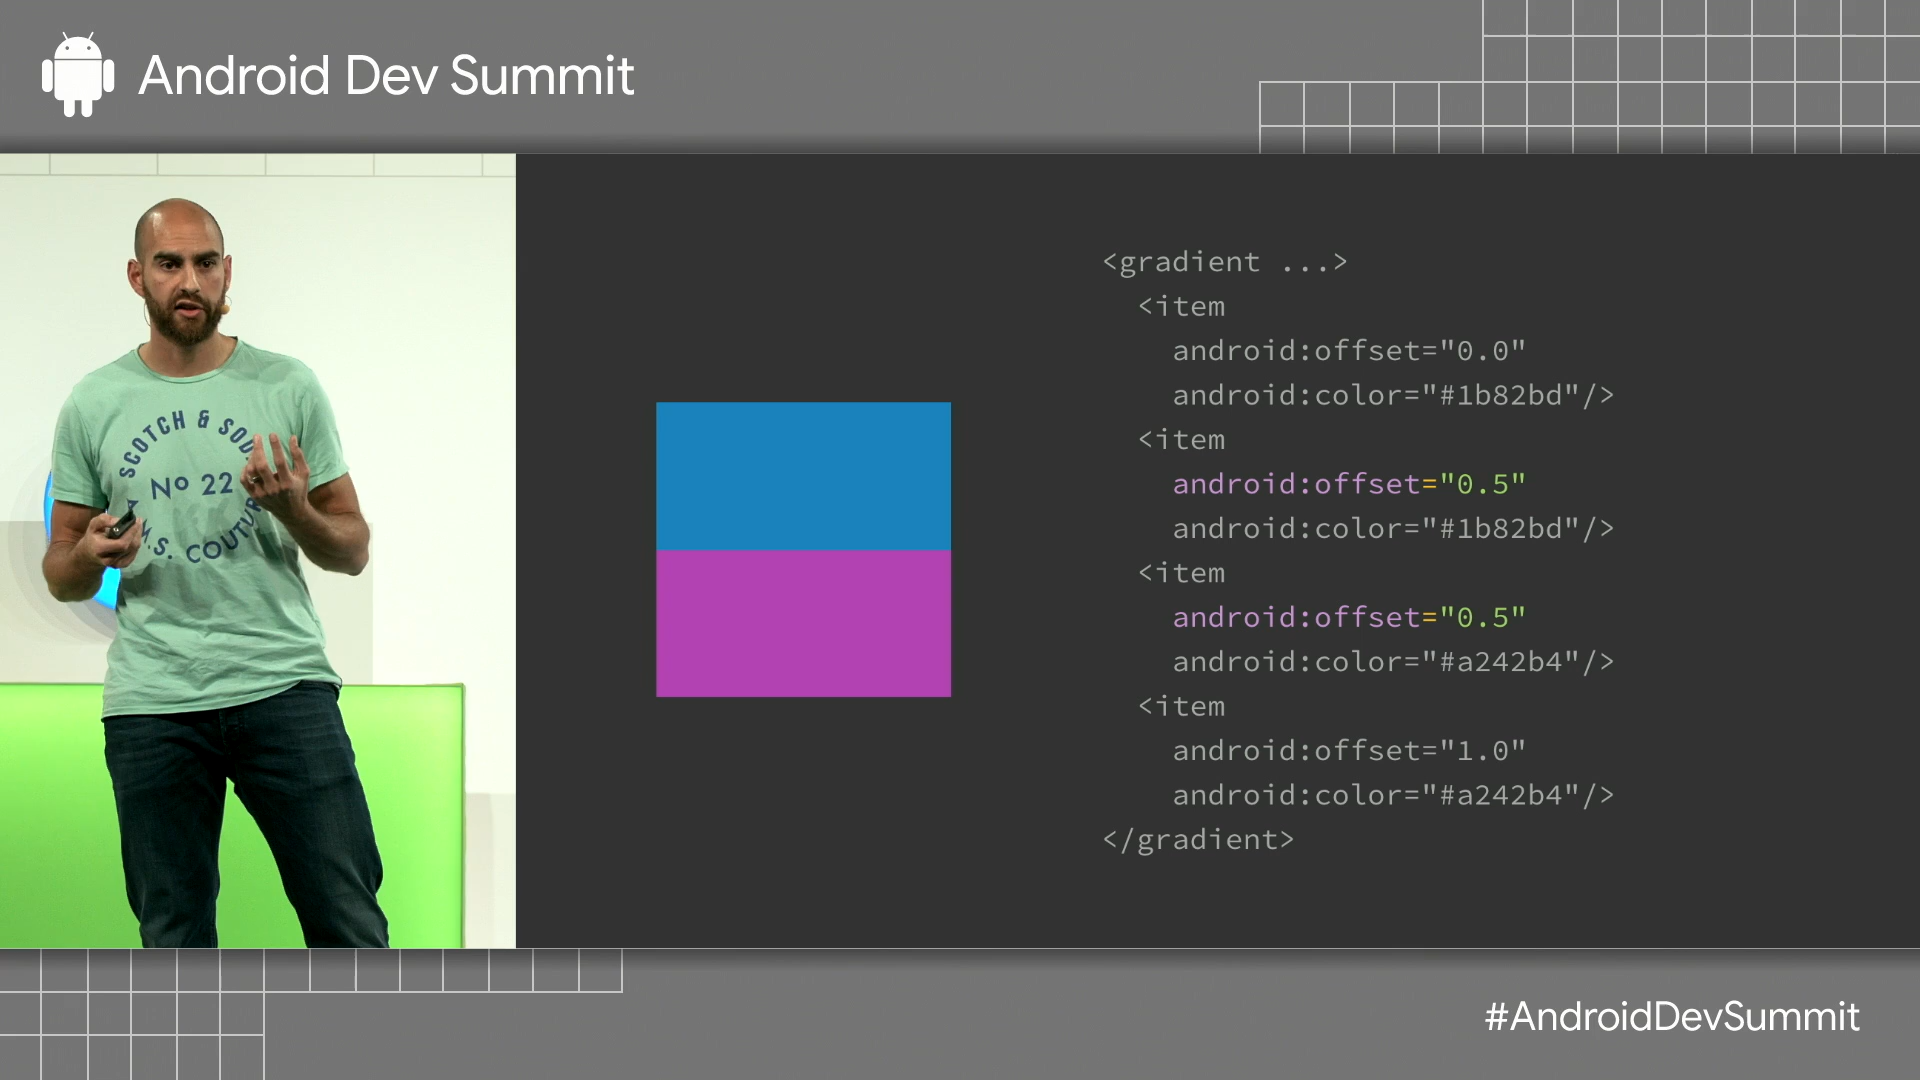 Android Dev Summit
SCOTCH & SOD
No 22
M.S. COUTUR
<gradient ...>
<item
android:offset="0.0"
android:color="#1b82bd"/>
<item
android:offset="0.5"
android:color="#1b82bd"/>
<item
android:offset="0.5"
android:color="#a242b4"/>
<item
android:offset="1.0"
android:color="#a242b4"/>
</gradient>
#AndroidDevSummit